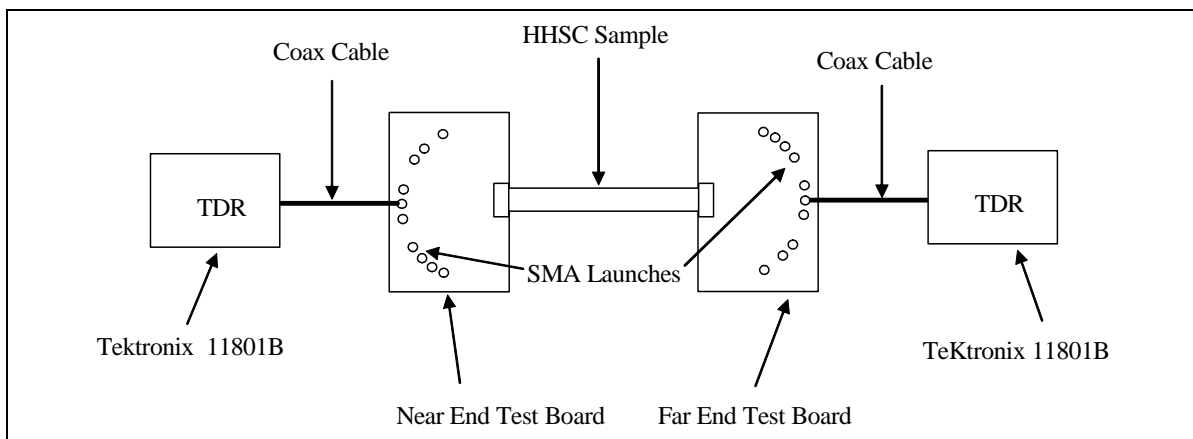 HHSC Sample
Coax Cable
Coax Cable
TDR
TDR
SMA Launches
Tektronix 11801B
TeKtronix 11801B
Near End Test Board
Far End Test Board